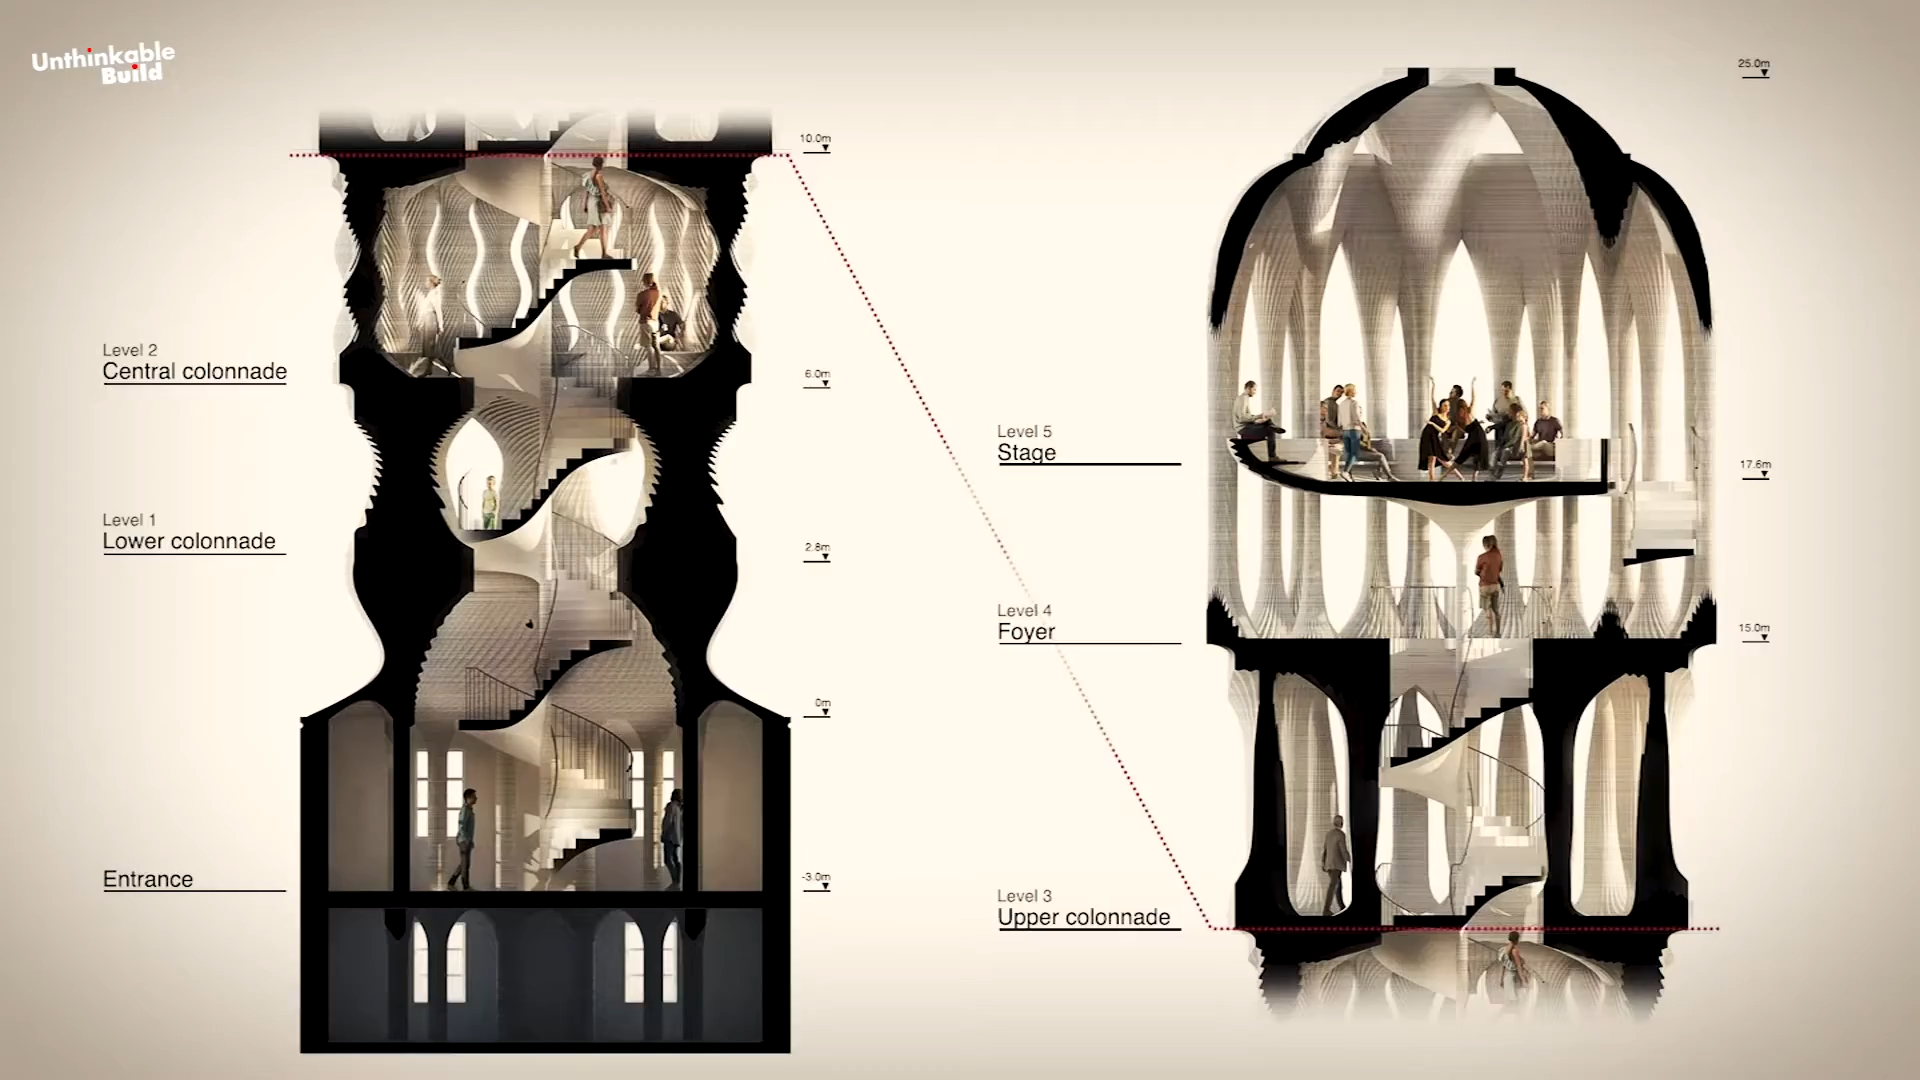 Unthinkable
Build
10.0m
Level 2
Central colonnade
6.0m
Level 1
Lower colonnade
2.8m
0m
Entrance
-3.0m
25.0m
Level 5
Stage
17.6m
Level 4
Foyer
15.0m
Level 3
Upper colonnade